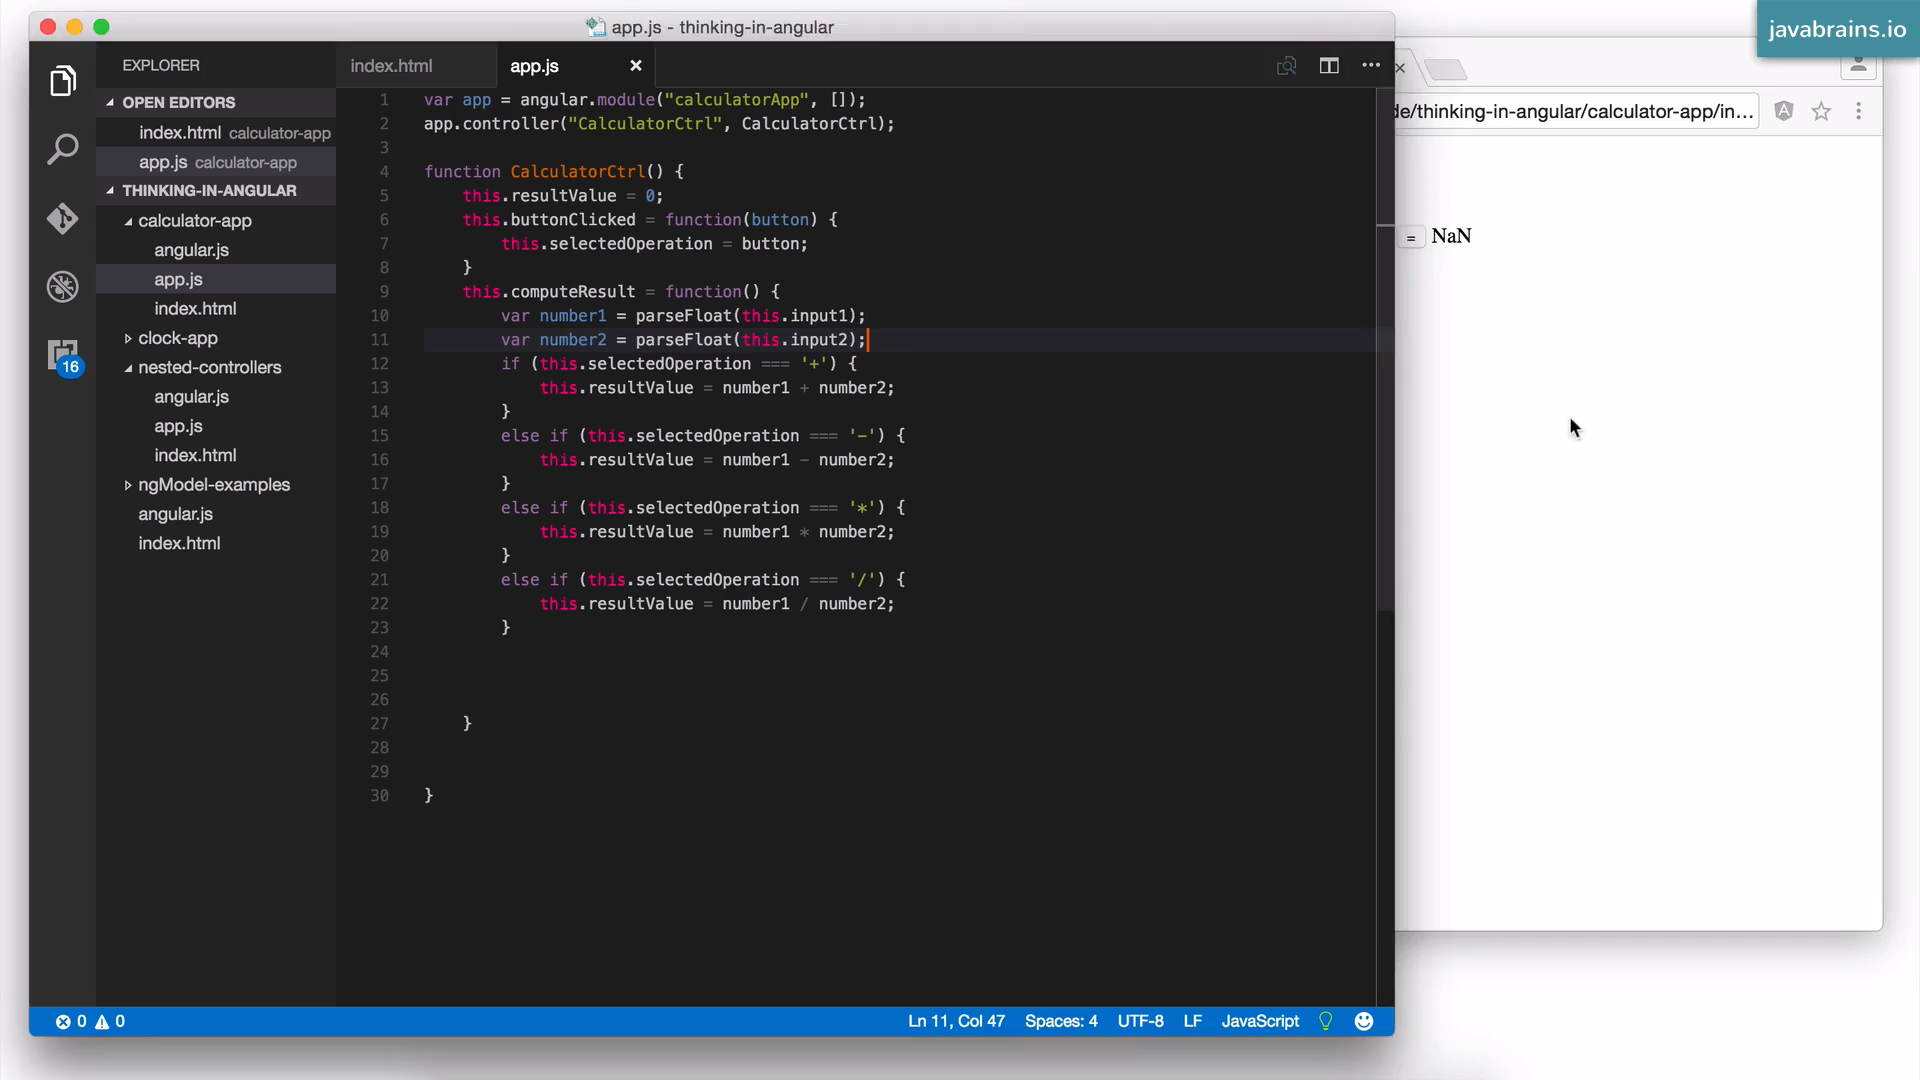 app.js - thinking-in-angular
javabrains.io
EXPLORER
OPEN EDITORS
index.html calculator-app
app.js calculator-app
THINKING-IN-ANGULAR
calculator-app
angular.js
app.js
index.html
clock-app
nested-controllers
angular.js
app.js
index.html
ngModel-examples
angular.js
index.html
16
index.html
app.js
1 var app = angular.module("calculatorApp", []);
2 app.controller("CalculatorCtrl", CalculatorCtrl);
3
4 function CalculatorCtrl() {
5 this.resultValue = 0;
6 this.buttonClicked = function(button) {
7 this.selectedOperation = button;
8 }
9 this.computeResult = function() {
10 var number1 = parseFloat(this.input1);
11 var number2 = parseFloat(this.input2);
12 if (this.selectedOperation === '+') {
13 this.resultValue = number1 + number2;
14 }
15 else if (this.selectedOperation === '-') {
16 this.resultValue = number1 - number2;
17 }
18 else if (this.selectedOperation === '*') {
19 this.resultValue = number1 * number2;
20 }
21 else if (this.selectedOperation === '/') {
22 this.resultValue = number1 / number2;
23 }
24
25
26
27 }
28
29
30 }
0 0
Ln 11, Col 47 Spaces: 4 UTF-8 LF JavaScript
de/thinking-in-angular/calculator-app/in...
= NaN